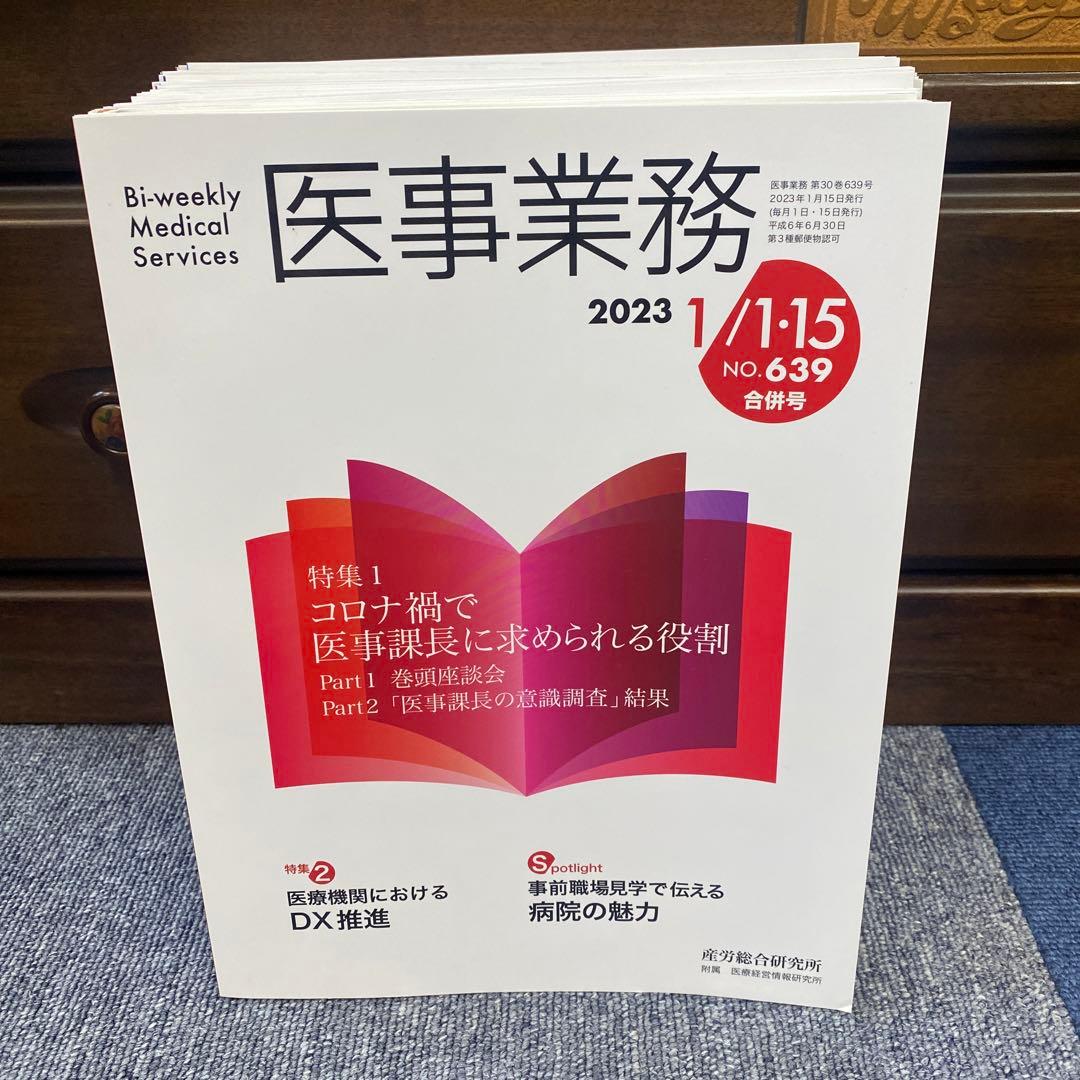 Bi-weekly
Medical
Services
医事業務
医事業務 第30巻639号
2023年1月15日発行
(毎月1日・15日発行)
平成6年6月30日
第3種郵便物認可
2023 1/1・15
NO.639
合併号
特集1
コロナ禍で
医事課長に求められる役割
Part1 巻頭座談会
Part2「医事課長の意識調査」結果
特集2
医療機関における
DX推進
Spotlight
事前職場見学で伝える
病院の魅力
産労総合研究所
附属 医療経営情報研究所